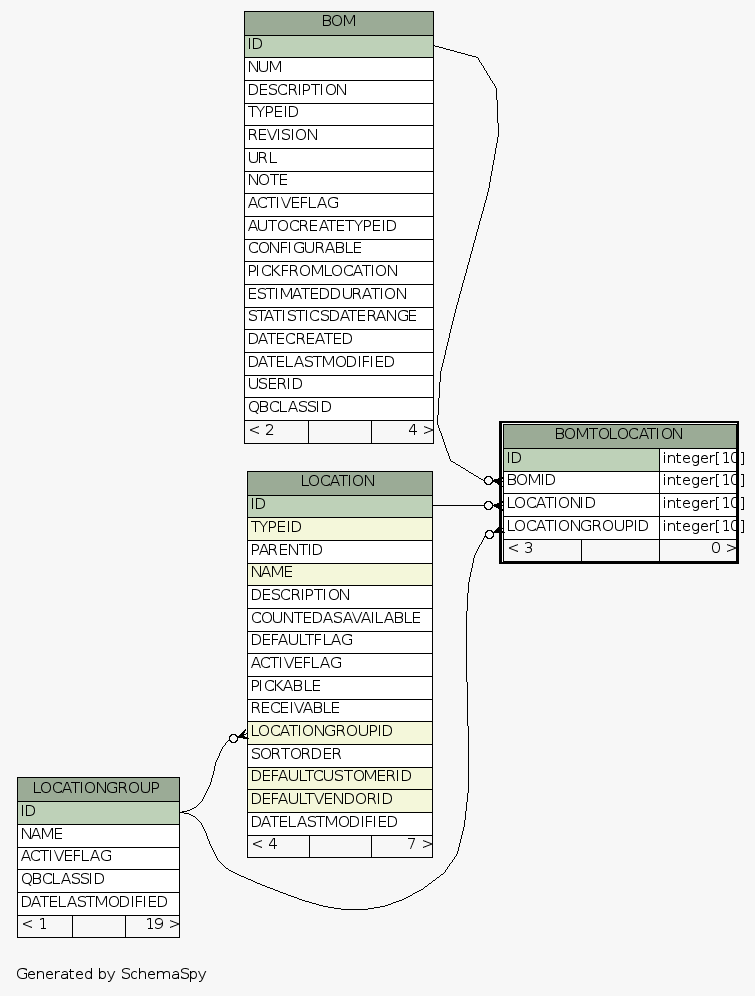 BOM
ID
NUM
DESCRIPTION
TYPEID
REVISION
URL
NOTE
ACTIVEFLAG
AUTOCREATETYPEID
CONFIGURABLE
PICKFROMLOCATION
ESTIMATEDDURATION
STATISTICSDATERANGE
DATECREATED
DATELASTMODIFIED
USERID
QBCLASSID
< 2 4 >
BOMTOLOCATION
ID integer[10]
BOMID integer[10]
LOCATIONID integer[10]
LOCATIONGROUPID integer[10]
< 3 0 >
LOCATION
ID
TYPEID
PARENTID
NAME
DESCRIPTION
COUNTEDASAVAILABLE
DEFAULTFLAG
ACTIVEFLAG
PICKABLE
RECEIVABLE
LOCATIONGROUPID
SORTORDER
DEFAULTCUSTOMERID
DEFAULTVENDORID
DATELASTMODIFIED
< 4 7 >
LOCATIONGROUP
ID
NAME
ACTIVEFLAG
QBCLASSID
DATELASTMODIFIED
< 1 19 >
Generated by SchemaSpy